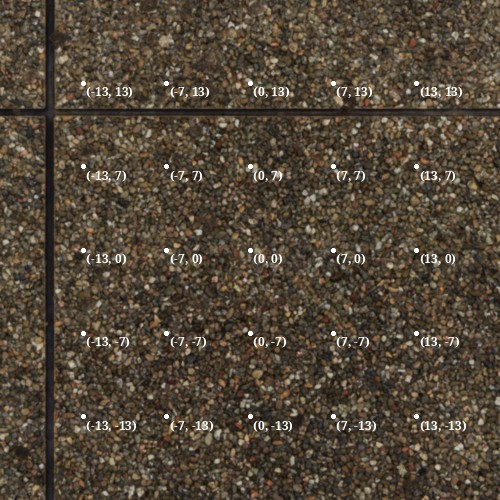 (-13, 13) (-7, 13) (0, 13) (7, 13) (13, 13)
(-13, 7) (-7, 7) (0, 7) (7, 7) (13, 7)
(-13, 0) (-7, 0) (0, 0) (7, 0) (13, 0)
(-13, -7) (-7, -7) (0, -7) (7, -7) (13, -7)
(-13, -13) (-7, -13) (0, -13) (7, -13) (13, -13)